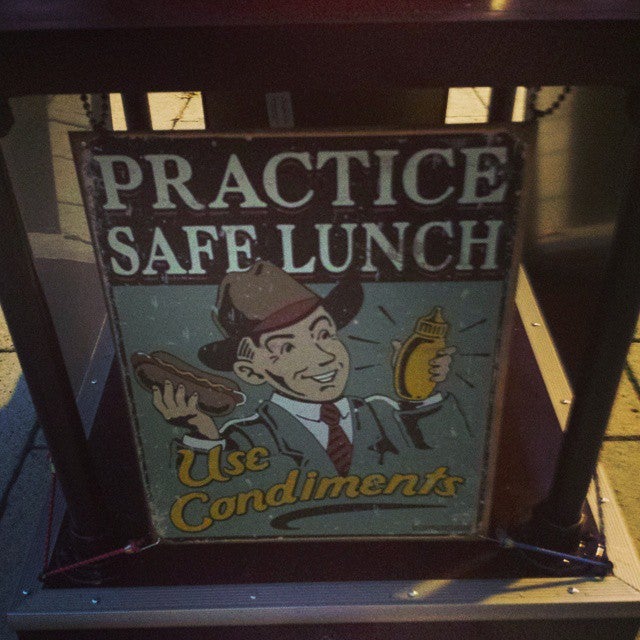 PRACTICE
SAFE LUNCH
Use
Condiments